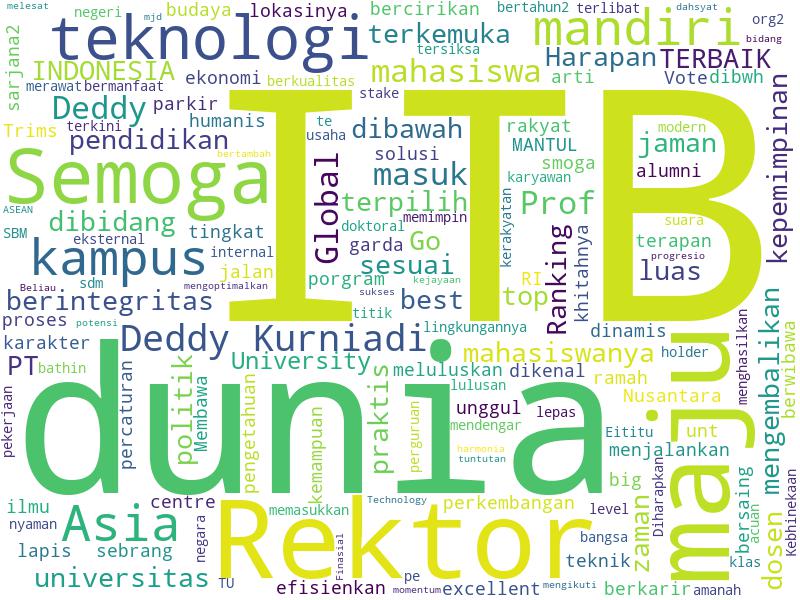 melesat
negeri
mjd
budaya
lokasinya
bercirikan
bertahun2
terlibat
dahsyat
org2
bidang
teknologi
terkemuka
mandiri
sarjana2
INDONESIA
ekonomi
berkualitas
mahasiswa
Harapan
TERBAIK
arti
Vote
dibwh
merawat
bermanfaat
Deddy
parkir
humanis
stake
ITB
Trims
terkini
pendidikan
te
usaha
dibawah
rakyat
MANTUL
modern
jaman
kepemimpinan
bertambah
Semoga
Global
solusi
masuk
smoga
karyawan
alumni
ASEAN
SBM
dibidang
eksternal
tingkat
terpilih
doktoral
memimpin
Prof
kerakyatan
suara
terapan
progresio
luas
kampus
internal
jalan
garda
Go
sesuai
Ranking
khitahnya
RI
top
Beliau
sdm
mengoptimalkan
porgram
sukses
kejayaan
best
berintegritas
proses
potensi
titik
lingkungannya
dinamis
karakter
Deddy Kurniadi
mahasiswanya
holder
menghasilkan
mengembalikan
berwibawa
PT
bathin
University
meluluskan
dikenal
ramah
Nusantara
maju
percaturan
politik
Membawa
lulusan
unggul
lepas
dunia
pekerjaan
pengetahuan
kemampuan
praktis
perguruan
mendengar
harmonia
tuntutan
Eititu
unt
menjalankan
big
zaman
Diharapkan
bersaing
acuan
Kebhinekaan
ilmu
nyaman
Asia
centre
negara
Rektor
memasukkan
Technology
perkembangan
level
bangsa
lapis
sebrang
Finasial
teknik
klas
dosen
universitas
TU
efisienkan
pe
momentum
excellent
mengikuti
berkarir
amanah
tersiksa